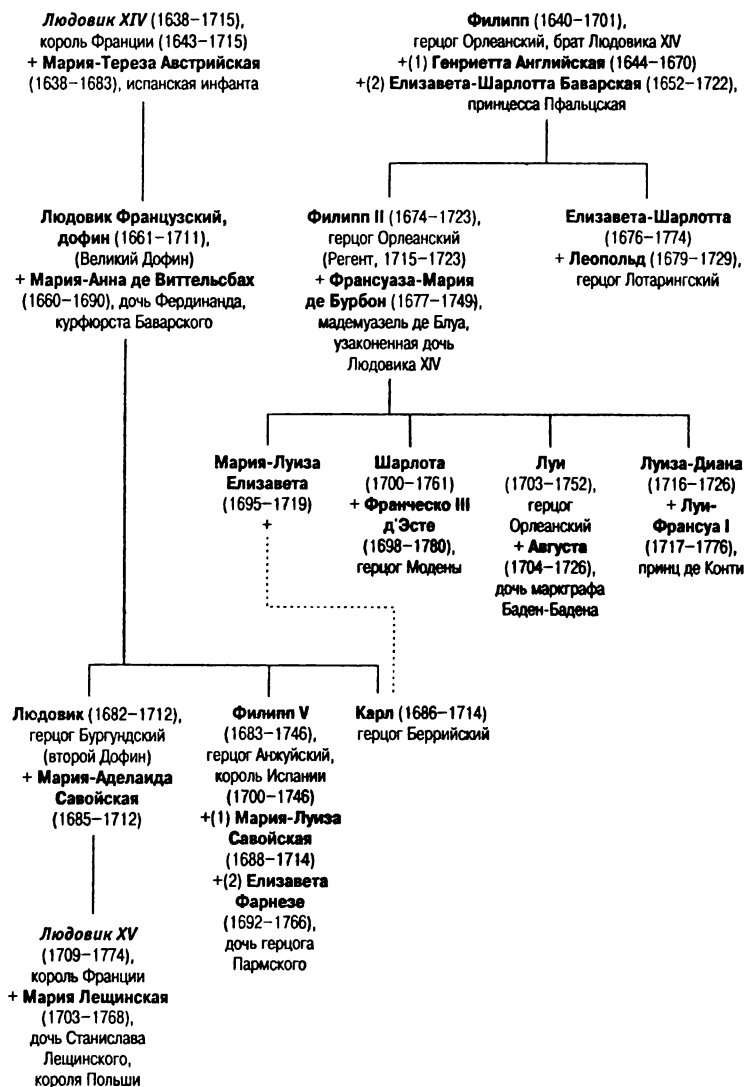 Людовик XIV (1638–1715),
король Франции (1643–1715)
+ Мария-Тереза Австрийская
(1638–1683), испанская инфанта
Филипп (1640–1701),
герцог Орлеанский, брат Людовика XIV
+(1) Генриетта Английская (1644–1670)
+(2) Елизавета-Шарлотта Баварская (1652–1722),
принцесса Пфальцская
Людовик Французский,
дофин (1661–1711),
(Великий Дофин)
+ Мария-Анна де Виттельсбах
(1660–1690), дочь Фердинанда,
курфюрста Баварского
Филипп II (1674–1723),
герцог Орлеанский
(Регент, 1715–1723)
+ Франсуаза-Мария
де Бурбон (1677–1749),
мадемуазель де Блуа,
узаконенная дочь
Людовика XIV
Елизавета-Шарлотта
(1676–1774)
+ Леопольд (1679–1729),
герцог Лотарингский
Мария-Луиза
Елизавета
(1695–1719)
+
Шарлота
(1700–1761)
+ Франческо III
д'Эсте
(1698–1780),
герцог Модены
Луи
(1703–1752),
герцог
Орлеанский
+ Августа
(1704–1726),
дочь маркграфа
Баден-Бадена
Луиза-Диана
(1716–1726)
+ Луи-
Франсуа I
(1717–1776),
принц де Конти
Людовик (1682–1712),
герцог Бургундский
(второй Дофин)
+ Мария-Аделаида
Савойская
(1685–1712)
Филипп V
(1683–1746),
герцог Анжуйский,
король Испании
(1700–1746)
+(1) Мария-Луиза
Савойская
(1688–1714)
+(2) Елизавета
Фарнезе
(1692–1766),
дочь герцога
Пармского
Карл (1686–1714)
герцог Беррийский
Людовик XV
(1709–1774),
король Франции
+ Мария Лещинская
(1703–1768),
дочь Станислава
Лещинского,
короля Польши